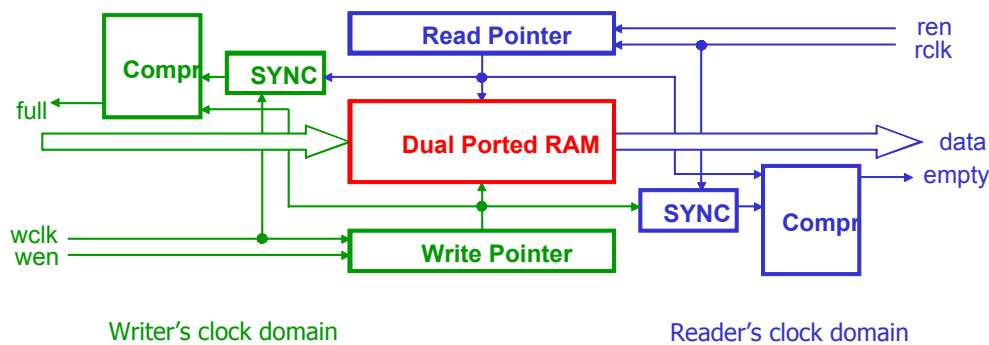 Read Pointer
ren
rclk
Compr
SYNC
full
Dual Ported RAM
data
empty
SYNC
Compr
wclk
wen
Write Pointer
Writer's clock domain
Reader's clock domain